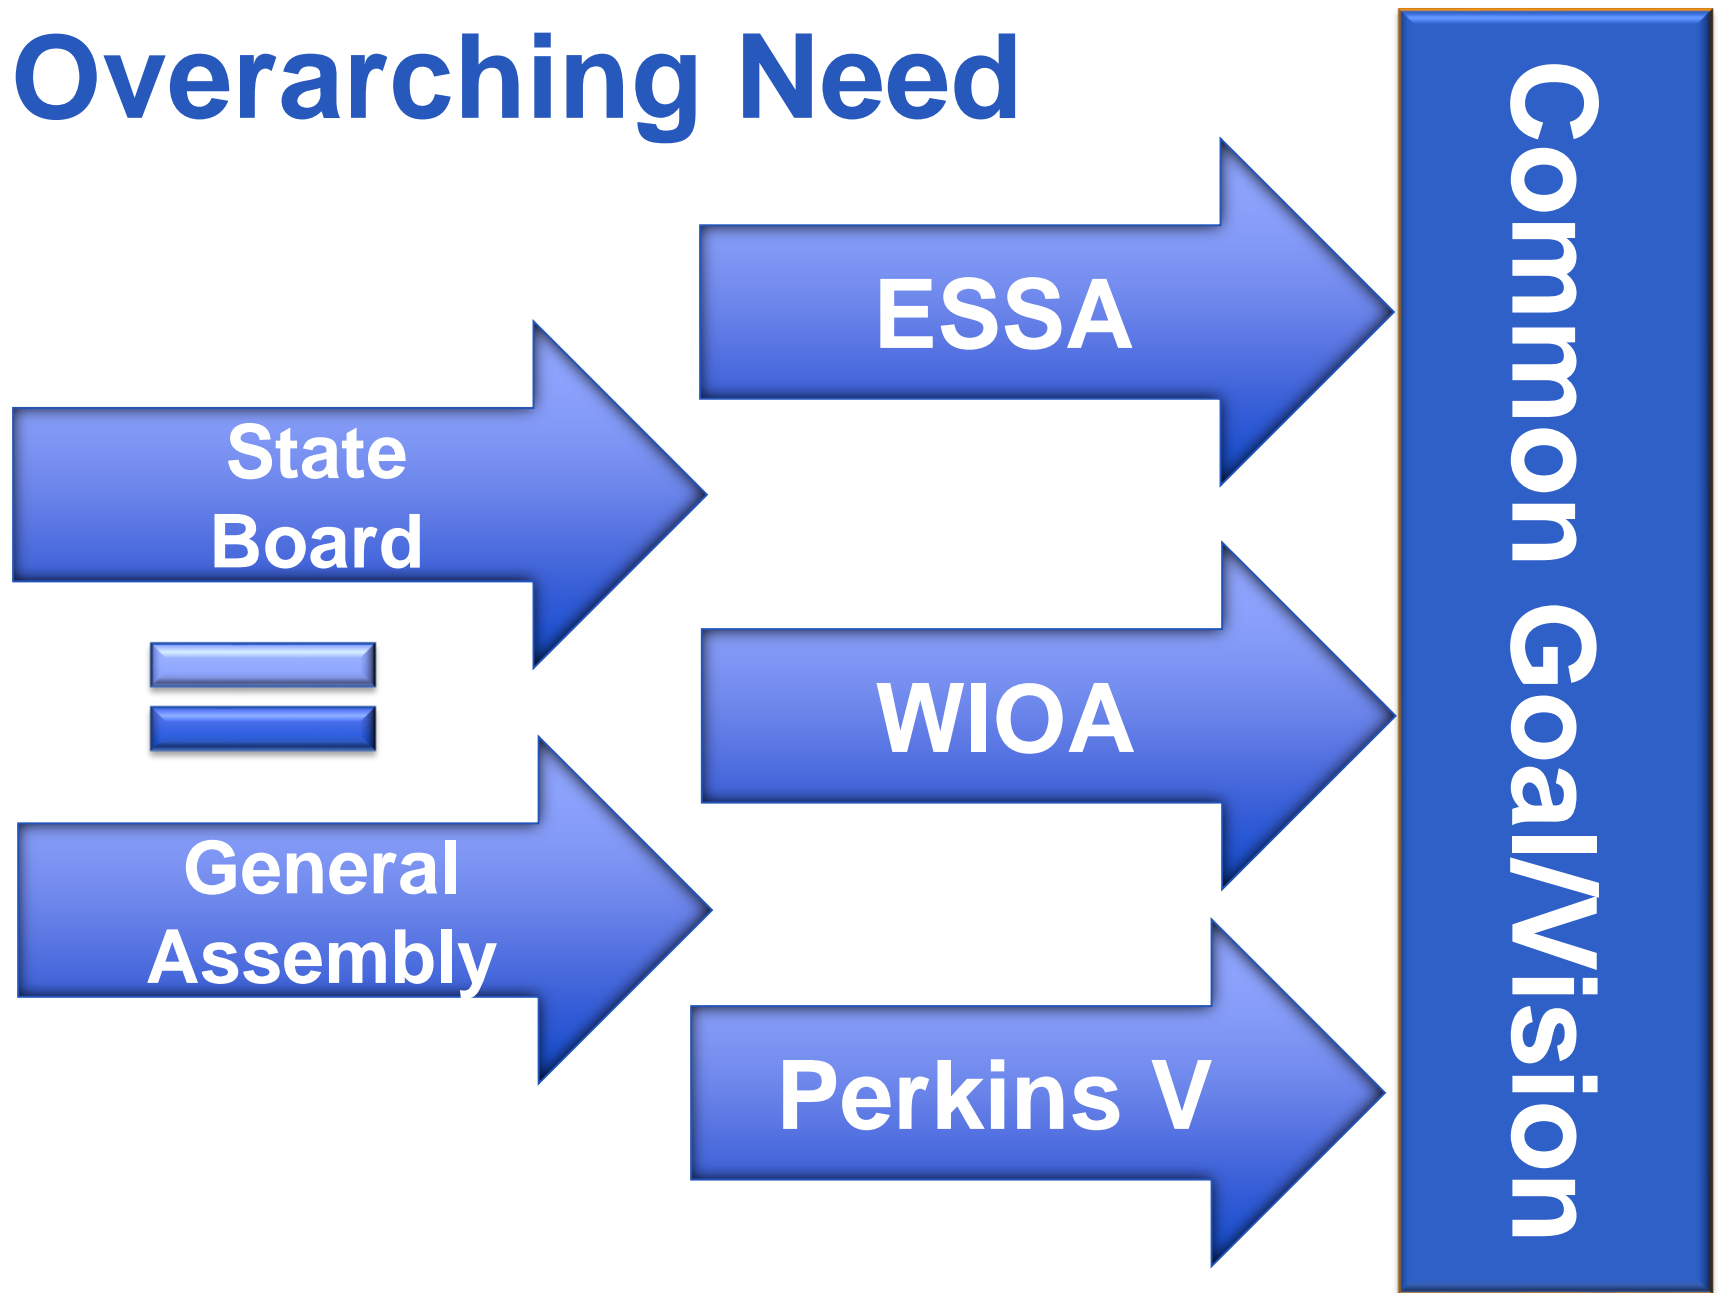 Overarching Need
State
Board
General
Assembly
ESSA
WIOA
Perkins V
Common Goal/Vision